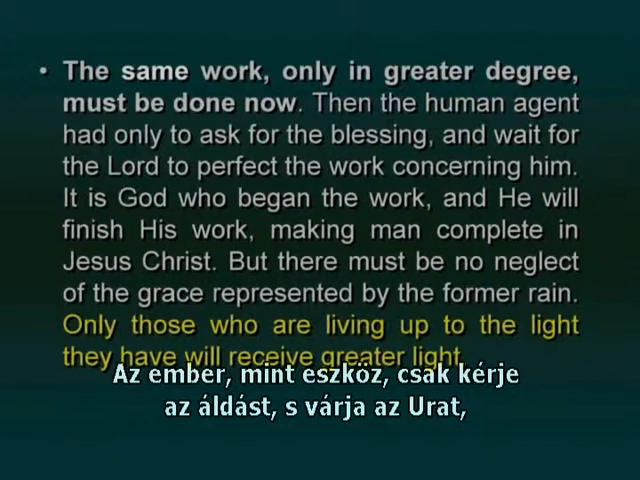 • The same work, only in greater degree,
must be done now. Then the human agent
had only to ask for the blessing, and wait for
the Lord to perfect the work concerning him.
It is God who began the work, and He will
finish His work, making man complete in
Jesus Christ. But there must be no neglect
of the grace represented by the former rain.
Only those who are living up to the light
they have will receive greater light.
Az ember, mint eszköz, csak kérje
az áldást, s várja az Urat,